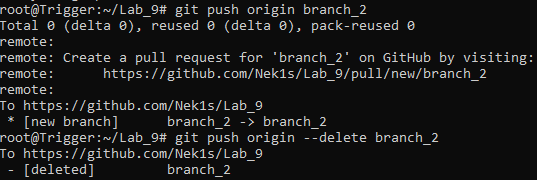 root@Trigger:~/Lab_9# git push origin branch_2
Total 0 (delta 0), reused 0 (delta 0), pack-reused 0
remote:
remote: Create a pull request for 'branch_2' on GitHub by visiting:
remote:      https://github.com/Nek1s/Lab_9/pull/new/branch_2
remote:
To https://github.com/Nek1s/Lab_9
 * [new branch]      branch_2 -> branch_2
root@Trigger:~/Lab_9# git push origin --delete branch_2
To https://github.com/Nek1s/Lab_9
 - [deleted]         branch_2